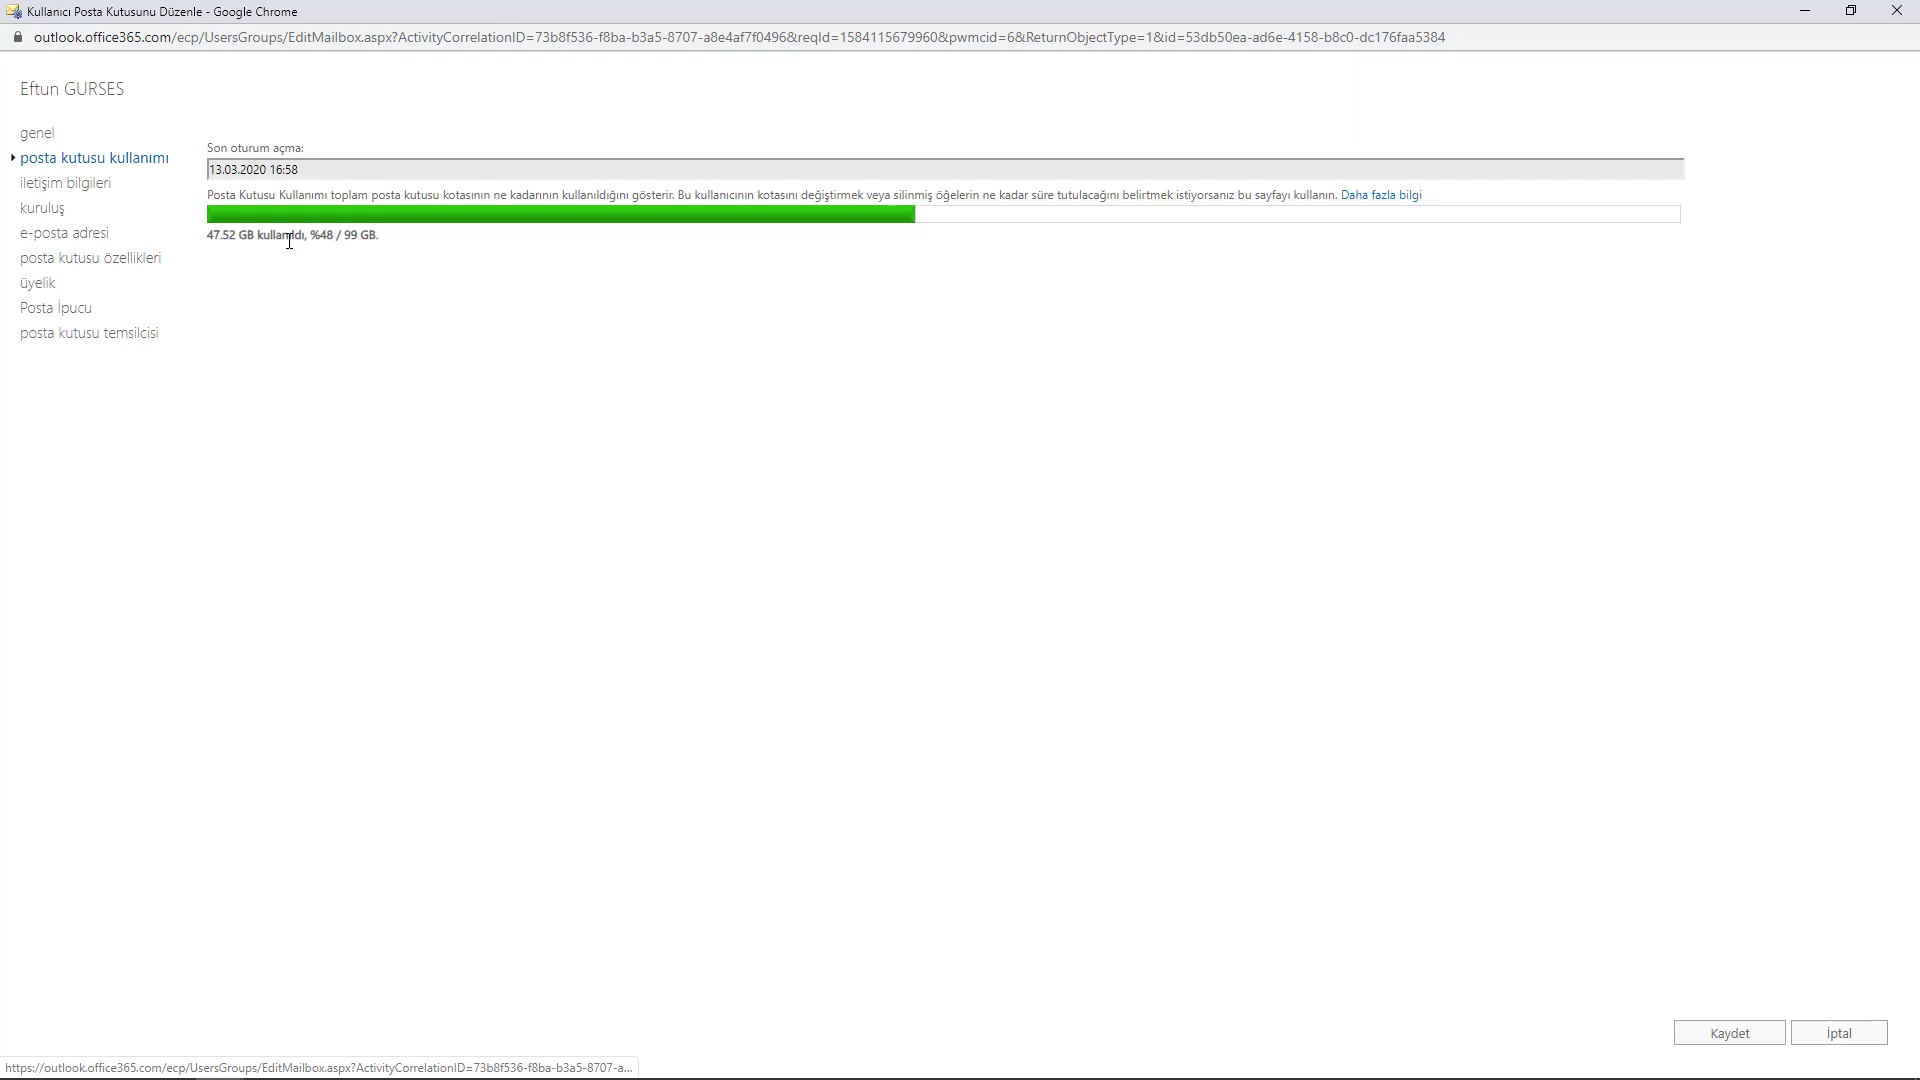 Kullanıcı Posta Kutusunu Düzenle - Google Chrome
outlook.office365.com/ecp/UsersGroups/EditMailbox.aspx?ActivityCorrelationID=73b8f536-f8ba-b3a5-8707-a8e4af7f0496&reqId=1584115679960&pwmcid=6&ReturnObjectType=1&id=53db50ea-ad6e-4158-b8c0-dc176faa5384
Eftun GURSES
genel
posta kutusu kullanımı
iletişim bilgileri
kuruluş
e-posta adresi
posta kutusu özellikleri
üyelik
Posta İpucu
posta kutusu temsilcisi
Son oturum açma:
13.03.2020 16:58
Posta Kutusu Kullanımı toplam posta kutusu kotasının ne kadarının kullanıldığını gösterir. Bu kullanıcının kotasını değiştirmek veya silinmiş öğelerin ne kadar süre tutulacağını belirtmek istiyorsanız bu sayfayı kullanın. Daha fazla bilgi
47.52 GB kullanıldı, %48 / 99 GB.
Kaydet
İptal
https://outlook.office365.com/ecp/UsersGroups/EditMailbox.aspx?ActivityCorrelationID=73b8f536-f8ba-b3a5-8707-a...